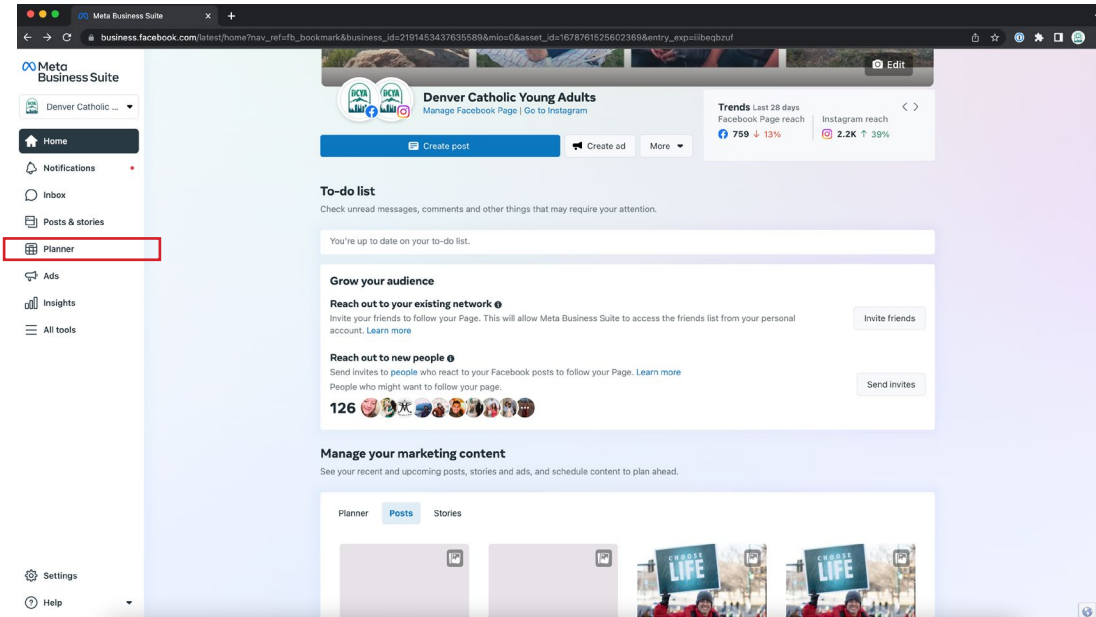 Meta Business Suite
business.facebook.com/latest/home?nav_ref=fb_bookmark&business_id=2191453437635589&mio=0&asset_id=1678761525602369&entry_exp=iiibeqbzuf
Meta
Business Suite
Denver Catholic ...
Home
Notifications
Inbox
Posts & stories
Planner
Ads
Insights
All tools
Settings
Help
Edit
DCYA DCYA
Denver Catholic Young Adults
Manage Facebook Page | Go to Instagram
Create post
Create ad
More
Trends Last 28 days
Facebook Page reach
759 ↓ 13%
Instagram reach
2.2K ↑ 39%
To-do list
Check unread messages, comments and other things that may require your attention.
You're up to date on your to-do list.
Grow your audience
Reach out to your existing network
Invite your friends to follow your Page. This will allow Meta Business Suite to access the friends list from your personal
account. Learn more
Invite friends
Reach out to new people
Send invites to people who react to your Facebook posts to follow your Page. Learn more
People who might want to follow your page.
126
Send invites
Manage your marketing content
See your recent and upcoming posts, stories and ads, and schedule content to plan ahead.
Planner
Posts
Stories
CHOOSE
LIFE
CHOOSE
LIFE